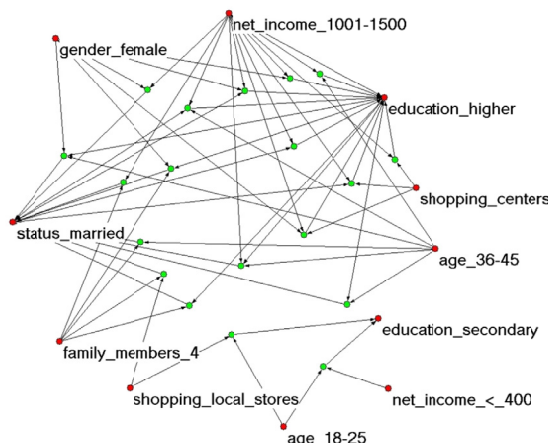 net_income_1001-1500
gender_female
education_higher
shopping_centers
status_married
age_36-45
education_secondary
family_members_4
shopping_local_stores
net_income_<_400
age_18-25